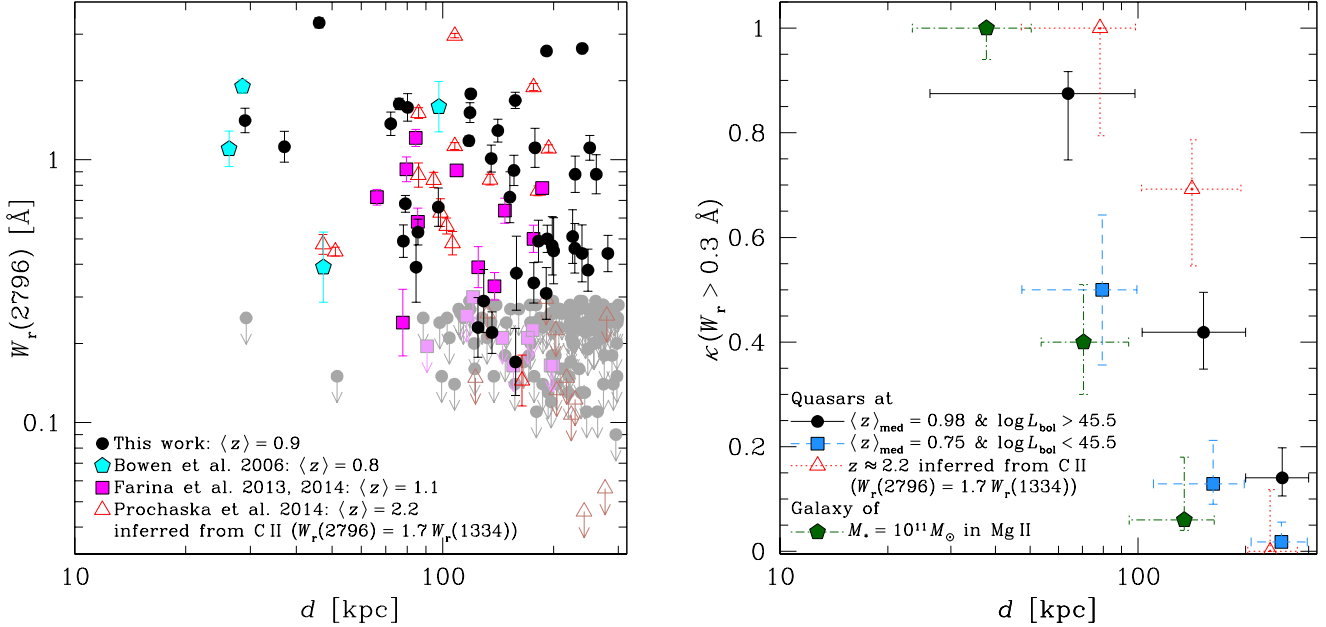 W_r(2796) [Å]
1
0.1
10
100
d [kpc]
This work: ⟨z⟩=0.9
Bowen et al. 2006: ⟨z⟩=0.8
Farina et al. 2013, 2014: ⟨z⟩=1.1
Prochaska et al. 2014: ⟨z⟩=2.2
inferred from C II (W_r(2796) = 1.7 W_r(1334))
κ(W_r > 0.3 Å)
1
0.8
0.6
0.4
0.2
0
10
100
d [kpc]
Quasars at
⟨z⟩_med = 0.98 & log L_bol > 45.5
⟨z⟩_med = 0.75 & log L_bol < 45.5
z ≈ 2.2 inferred from C II
(W_r(2796) = 1.7 W_r(1334))
Galaxy of
M_* = 10^11 M_⊙ in Mg II